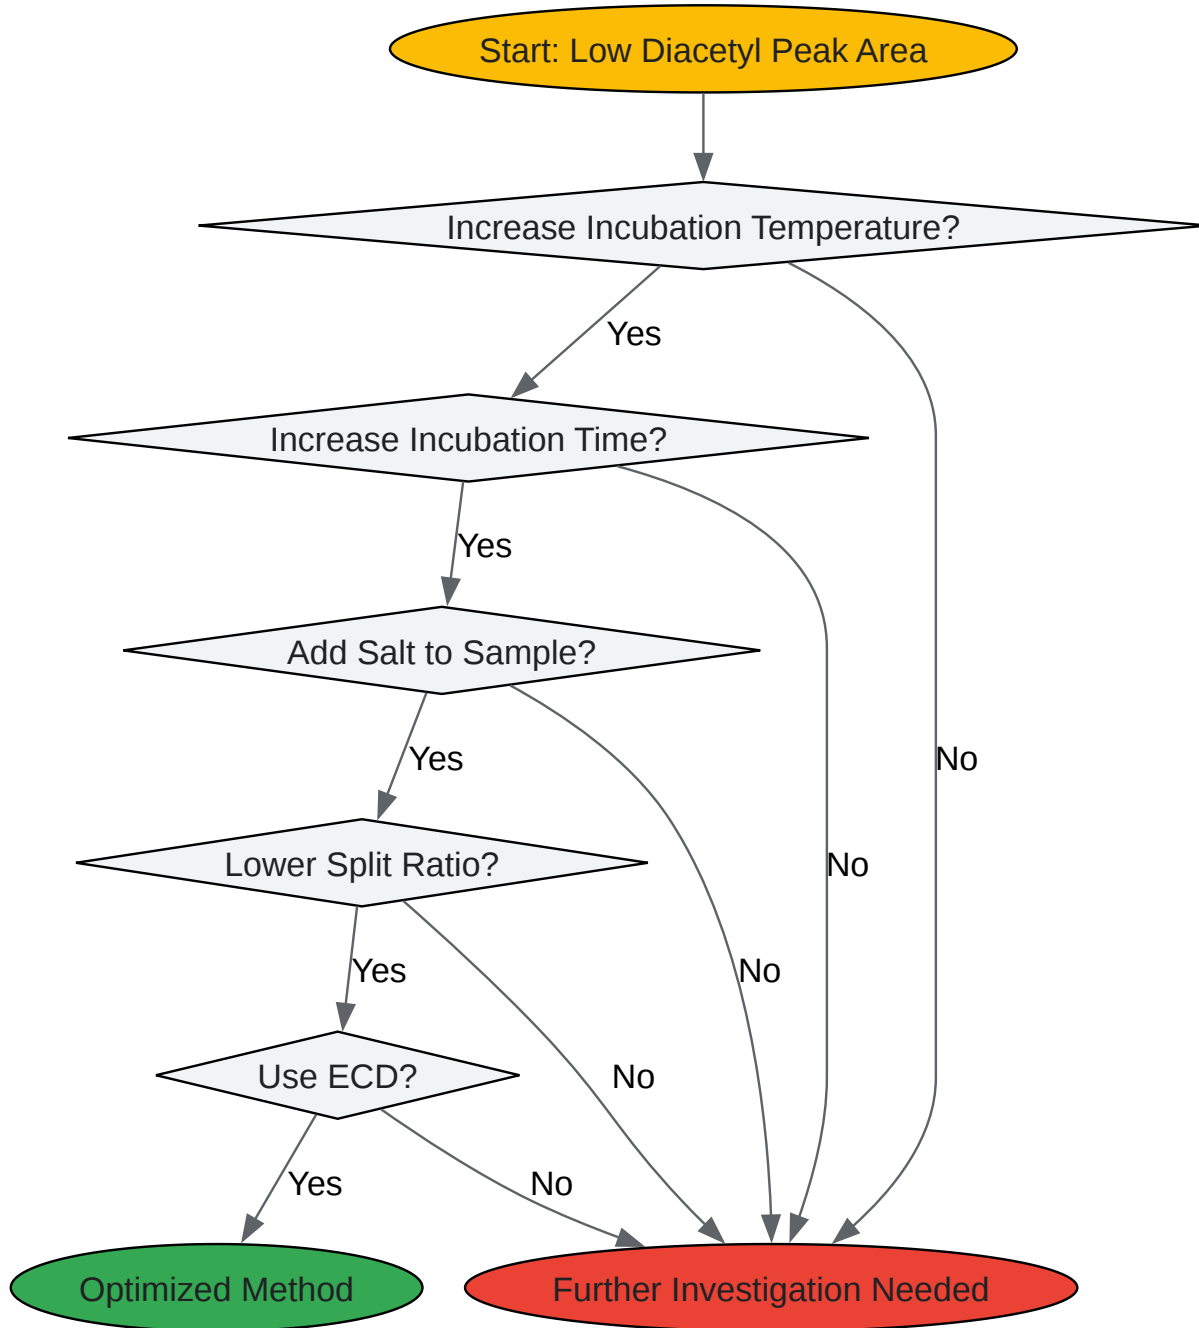 Start: Low Diacetyl Peak Area
Increase Incubation Temperature?
Yes
Increase Incubation Time?
Yes
Add Salt to Sample?
Yes
No
Lower Split Ratio?
No
Yes
No
Use ECD?
No
Yes
No
Optimized Method
Further Investigation Needed